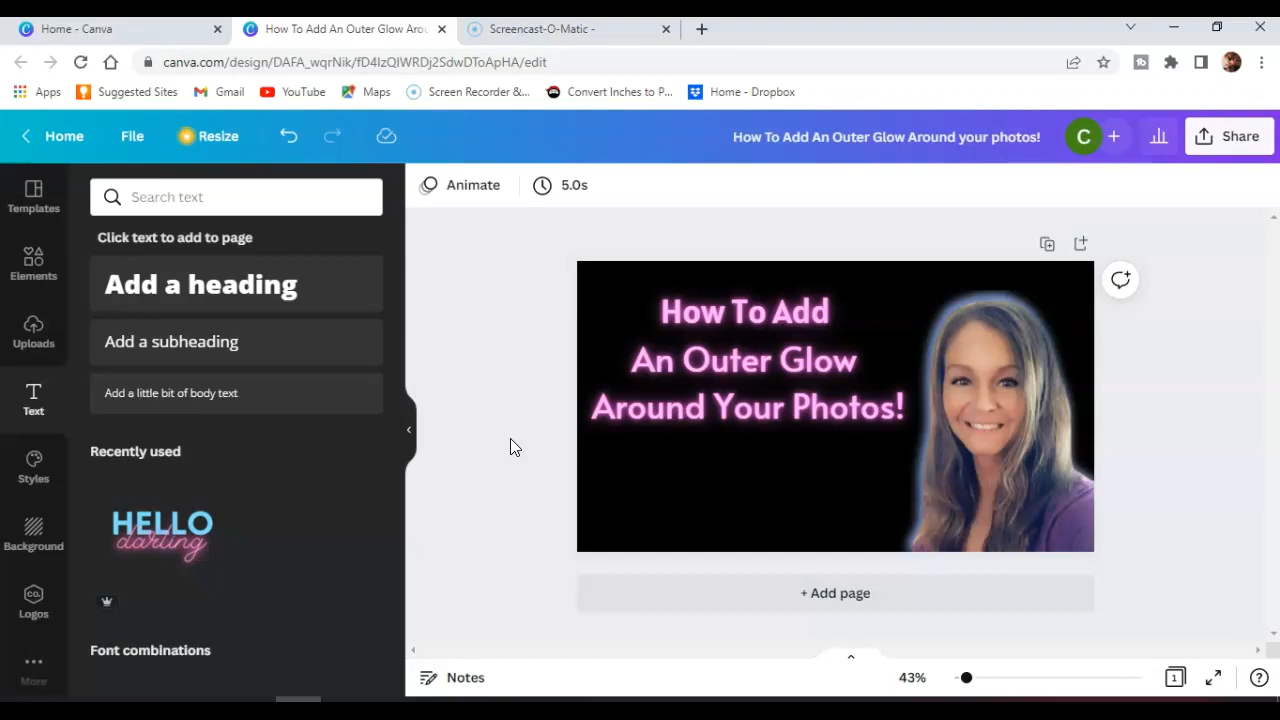 Home - Canva
How To Add An Outer Glow Arou
Screencast-O-Matic -
canva.com/design/DAFA_wqrNik/fD4IzQIWRDj2SdwDToApHA/edit
Apps
Suggested Sites
Gmail
YouTube
Maps
Screen Recorder &...
Convert Inches to P...
Home - Dropbox
Home
File
Resize
How To Add An Outer Glow Around your photos!
C
Share
Templates
Elements
Uploads
Text
Styles
Background
CO.
Logos
More
Search text
Click text to add to page
Add a heading
Add a subheading
Add a little bit of body text
Recently used
HELLO
darling
Font combinations
Animate
5.0s
How To Add
An Outer Glow
Around Your Photos!
+ Add page
Notes
43%
1